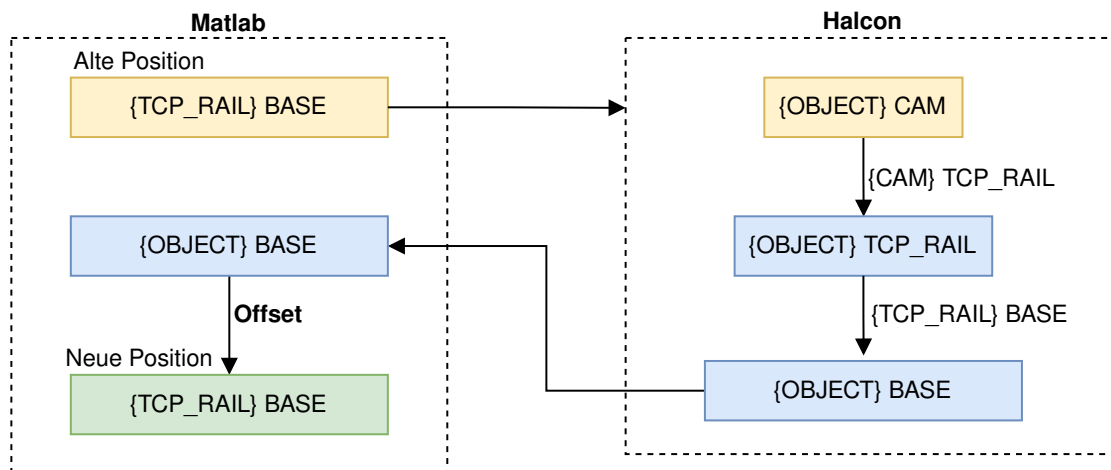 Matlab
Alte Position
{TCP_RAIL} BASE
{OBJECT} BASE
Offset
Neue Position
{TCP_RAIL} BASE
Halcon
{OBJECT} CAM
{CAM} TCP_RAIL
{OBJECT} TCP_RAIL
{TCP_RAIL} BASE
{OBJECT} BASE